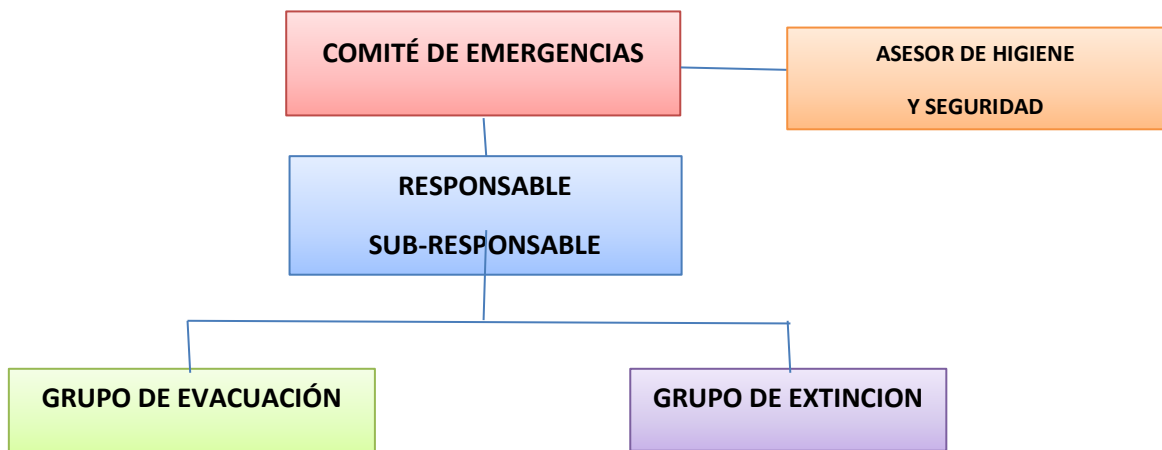 COMITÉ DE EMERGENCIAS
ASESOR DE HIGIENE
Y SEGURIDAD
RESPONSABLE
SUB-RESPONSABLE
GRUPO DE EVACUACIÓN
GRUPO DE EXTINCION